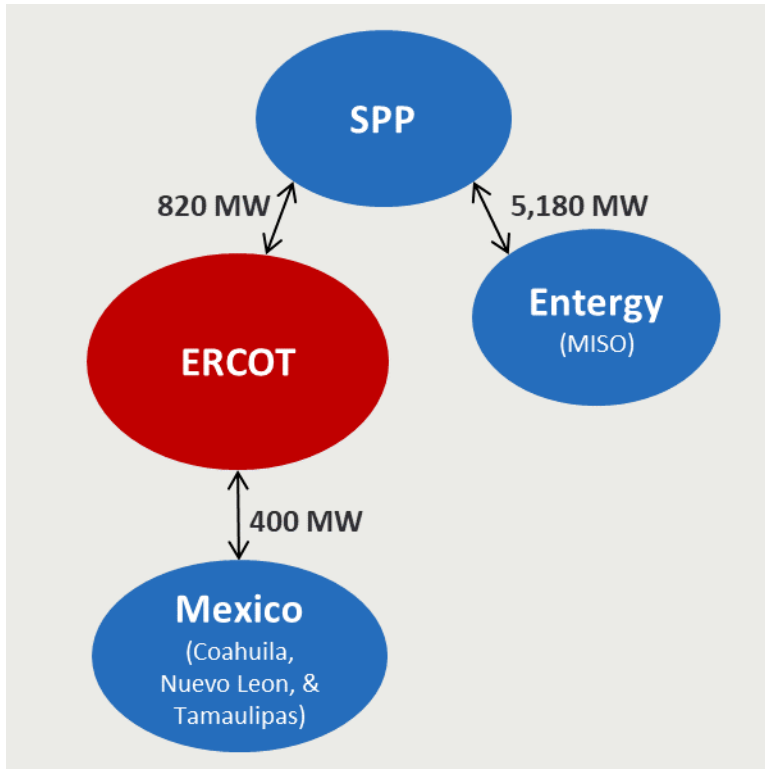 SPP
820 MW
5,180 MW
Entergy
(MISO)
ERCOT
400 MW
Mexico
(Coahuila,
Nuevo Leon, &
Tamaulipas)